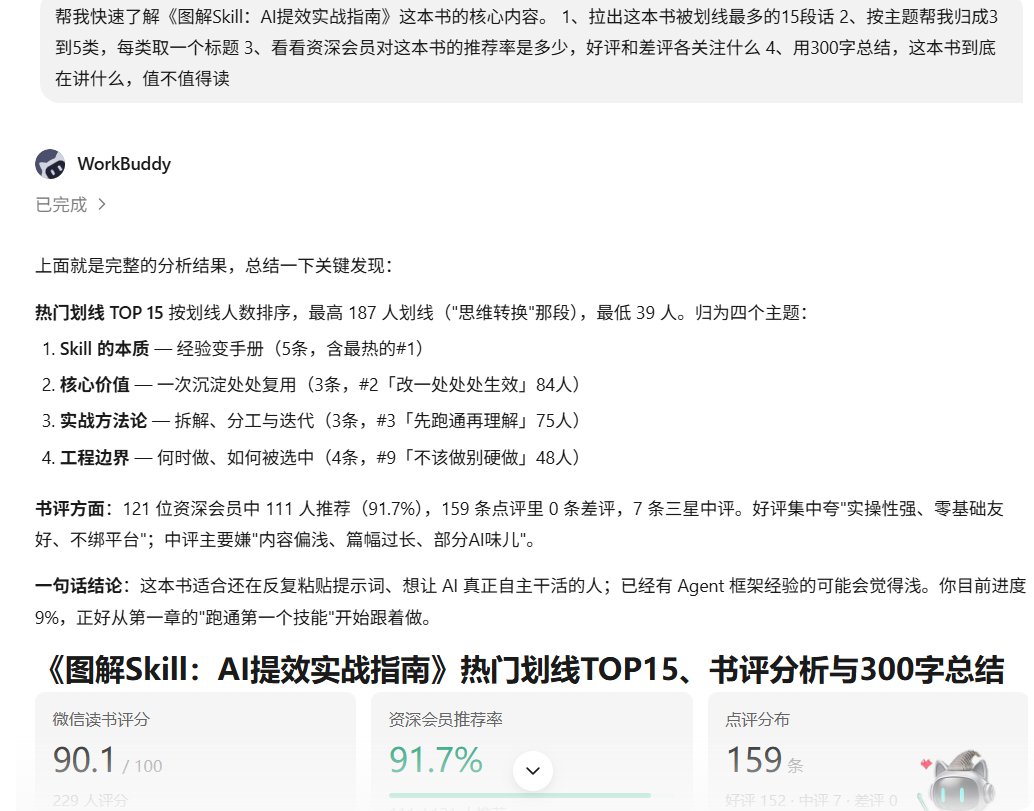 帮我快速了解《图解Skill：AI提效实战指南》这本书的核心内容。 1、拉出这本书被划线最多的15段话 2、按主题帮我归成3
到5类，每类取一个标题 3、看看资深会员对这本书的推荐率是多少，好评和差评各关注什么 4、用300字总结，这本书到底
在讲什么，值不值得读
WorkBuddy
已完成 >
上面就是完整的分析结果，总结一下关键发现：
热门划线 TOP 15 按划线人数排序，最高 187 人划线（"思维转换"那段），最低 39 人。归为四个主题：
1. Skill 的本质 — 经验变手册（5条，含最热的#1）
2. 核心价值 — 一次沉淀处处复用（3条，#2「改一处处处生效」84人）
3. 实战方法论 — 拆解、分工与迭代（3条，#3「先跑通再理解」75人）
4. 工程边界 — 何时做、如何被选中（4条，#9「不该做别硬做」48人）
书评方面：121 位资深会员中 111 人推荐（91.7%），159 条点评里 0 条差评，7 条三星中评。好评集中夸"实操性强、零基础友
好、不绑平台"；中评主要嫌"内容偏浅、篇幅过长、部分AI味儿"。
一句话结论：这本书适合还在反复粘贴提示词、想让 AI 真正自主干活的人；已经有 Agent 框架经验的可能会觉得浅。你目前进度
9%，正好从第一章的"跑通第一个技能"开始跟着做。
《图解Skill：AI提效实战指南》热门划线TOP15、书评分析与300字总结
微信读书评分 资深会员推荐率 点评分布
90.1 / 100 91.7% 159 条
229 人评分 好评 152 · 中评 7 · 差评 0